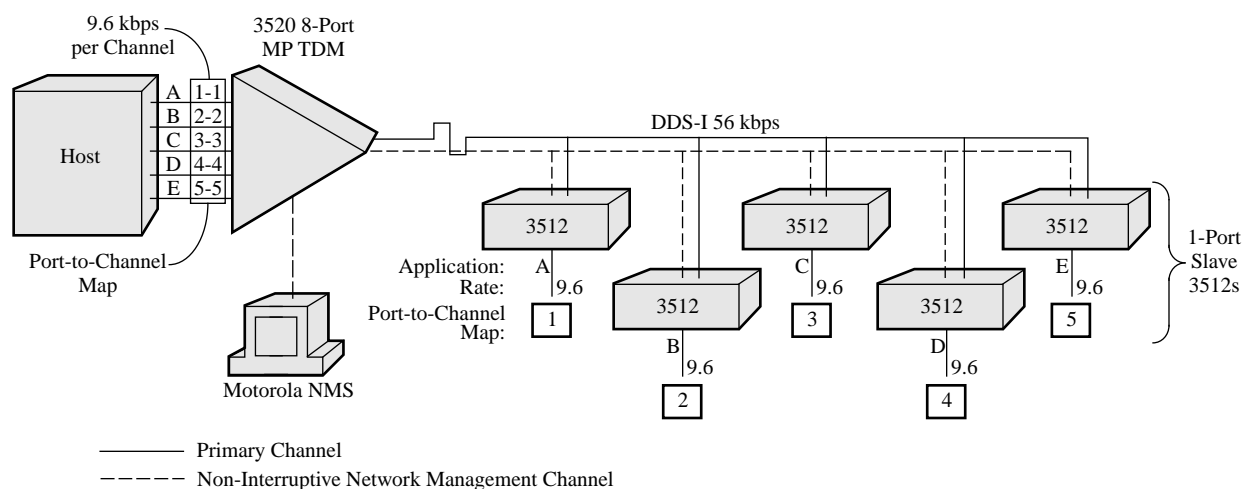 9.6 kbps
per Channel
3520 8-Port
MP TDM
Host
A 1-1
B 2-2
C 3-3
D 4-4
E 5-5
Port-to-Channel
Map
Motorola NMS
DDS-I 56 kbps
3512
3512
3512
3512
3512
1-Port
Slave
3512s
Application:
Rate:
Port-to-Channel
Map:
A
9.6
1
B
9.6
2
C
9.6
3
D
9.6
4
E
9.6
5
Primary Channel
Non-Interruptive Network Management Channel